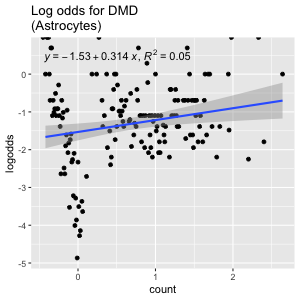 Log odds for DMD
(Astrocytes)
y = −1.53 + 0.314 x, R² = 0.05
0
-1
-2
-3
-4
-5
logodds
0
1
2
count